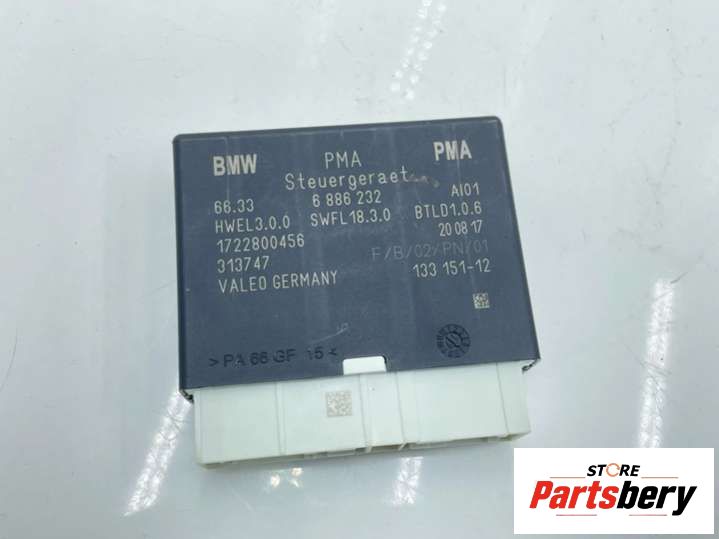 BMW PMA PMA
Steuergeraet
66.33 6 886 232 AI01
HWEL3.0.0 SWFL18.3.0 BTLD1.0.6
1722800456 20 08 17
313747 F/B/02/PN/01
VALEO GERMANY 133 151-12
>PA 66 GF 15<
STORE
Partsbery